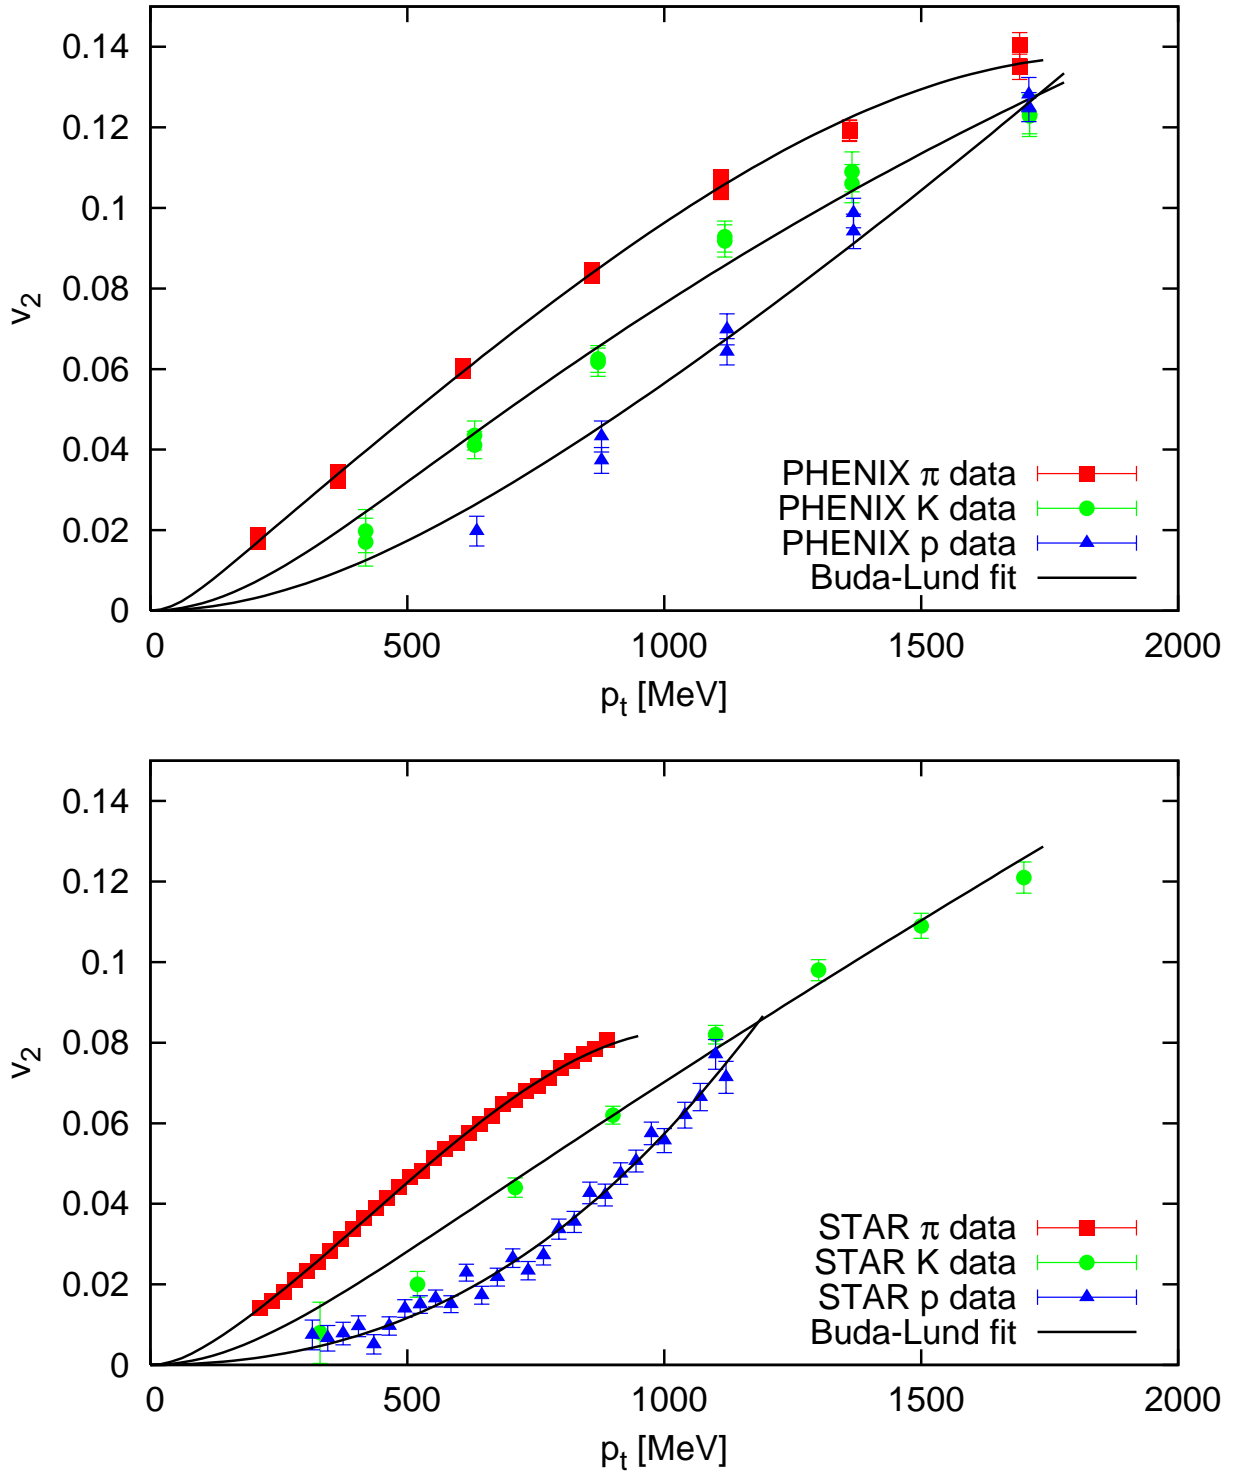 0.14
0.12
0.1
0.08
0.06
0.04
0.02
0
v2
PHENIX π data
PHENIX K data
PHENIX p data
Buda-Lund fit
0 500 1000 1500 2000
pt [MeV]
0.14
0.12
0.1
0.08
0.06
0.04
0.02
0
v2
STAR π data
STAR K data
STAR p data
Buda-Lund fit
0 500 1000 1500 2000
pt [MeV]